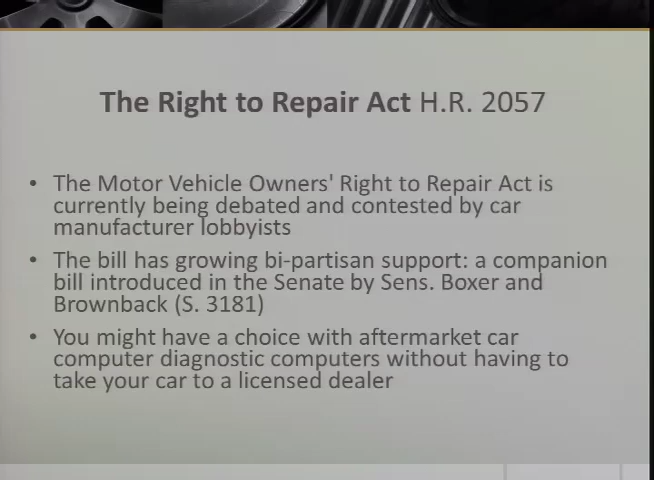 The Right to Repair Act H.R. 2057
• The Motor Vehicle Owners' Right to Repair Act is
currently being debated and contested by car
manufacturer lobbyists
• The bill has growing bi-partisan support: a companion
bill introduced in the Senate by Sens. Boxer and
Brownback (S. 3181)
• You might have a choice with aftermarket car
computer diagnostic computers without having to
take your car to a licensed dealer